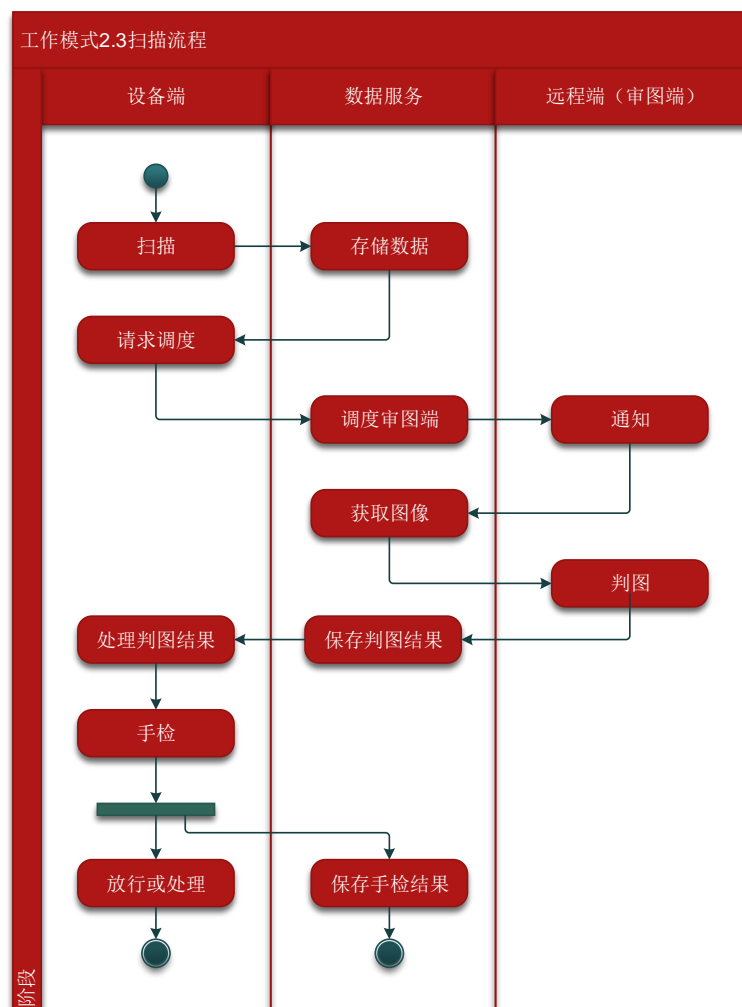 工作模式2.3扫描流程
设备端
数据服务
远程端（审图端）
扫描
存储数据
请求调度
调度审图端
通知
获取图像
判图
处理判图结果
保存判图结果
手检
放行或处理
保存手检结果
阶段